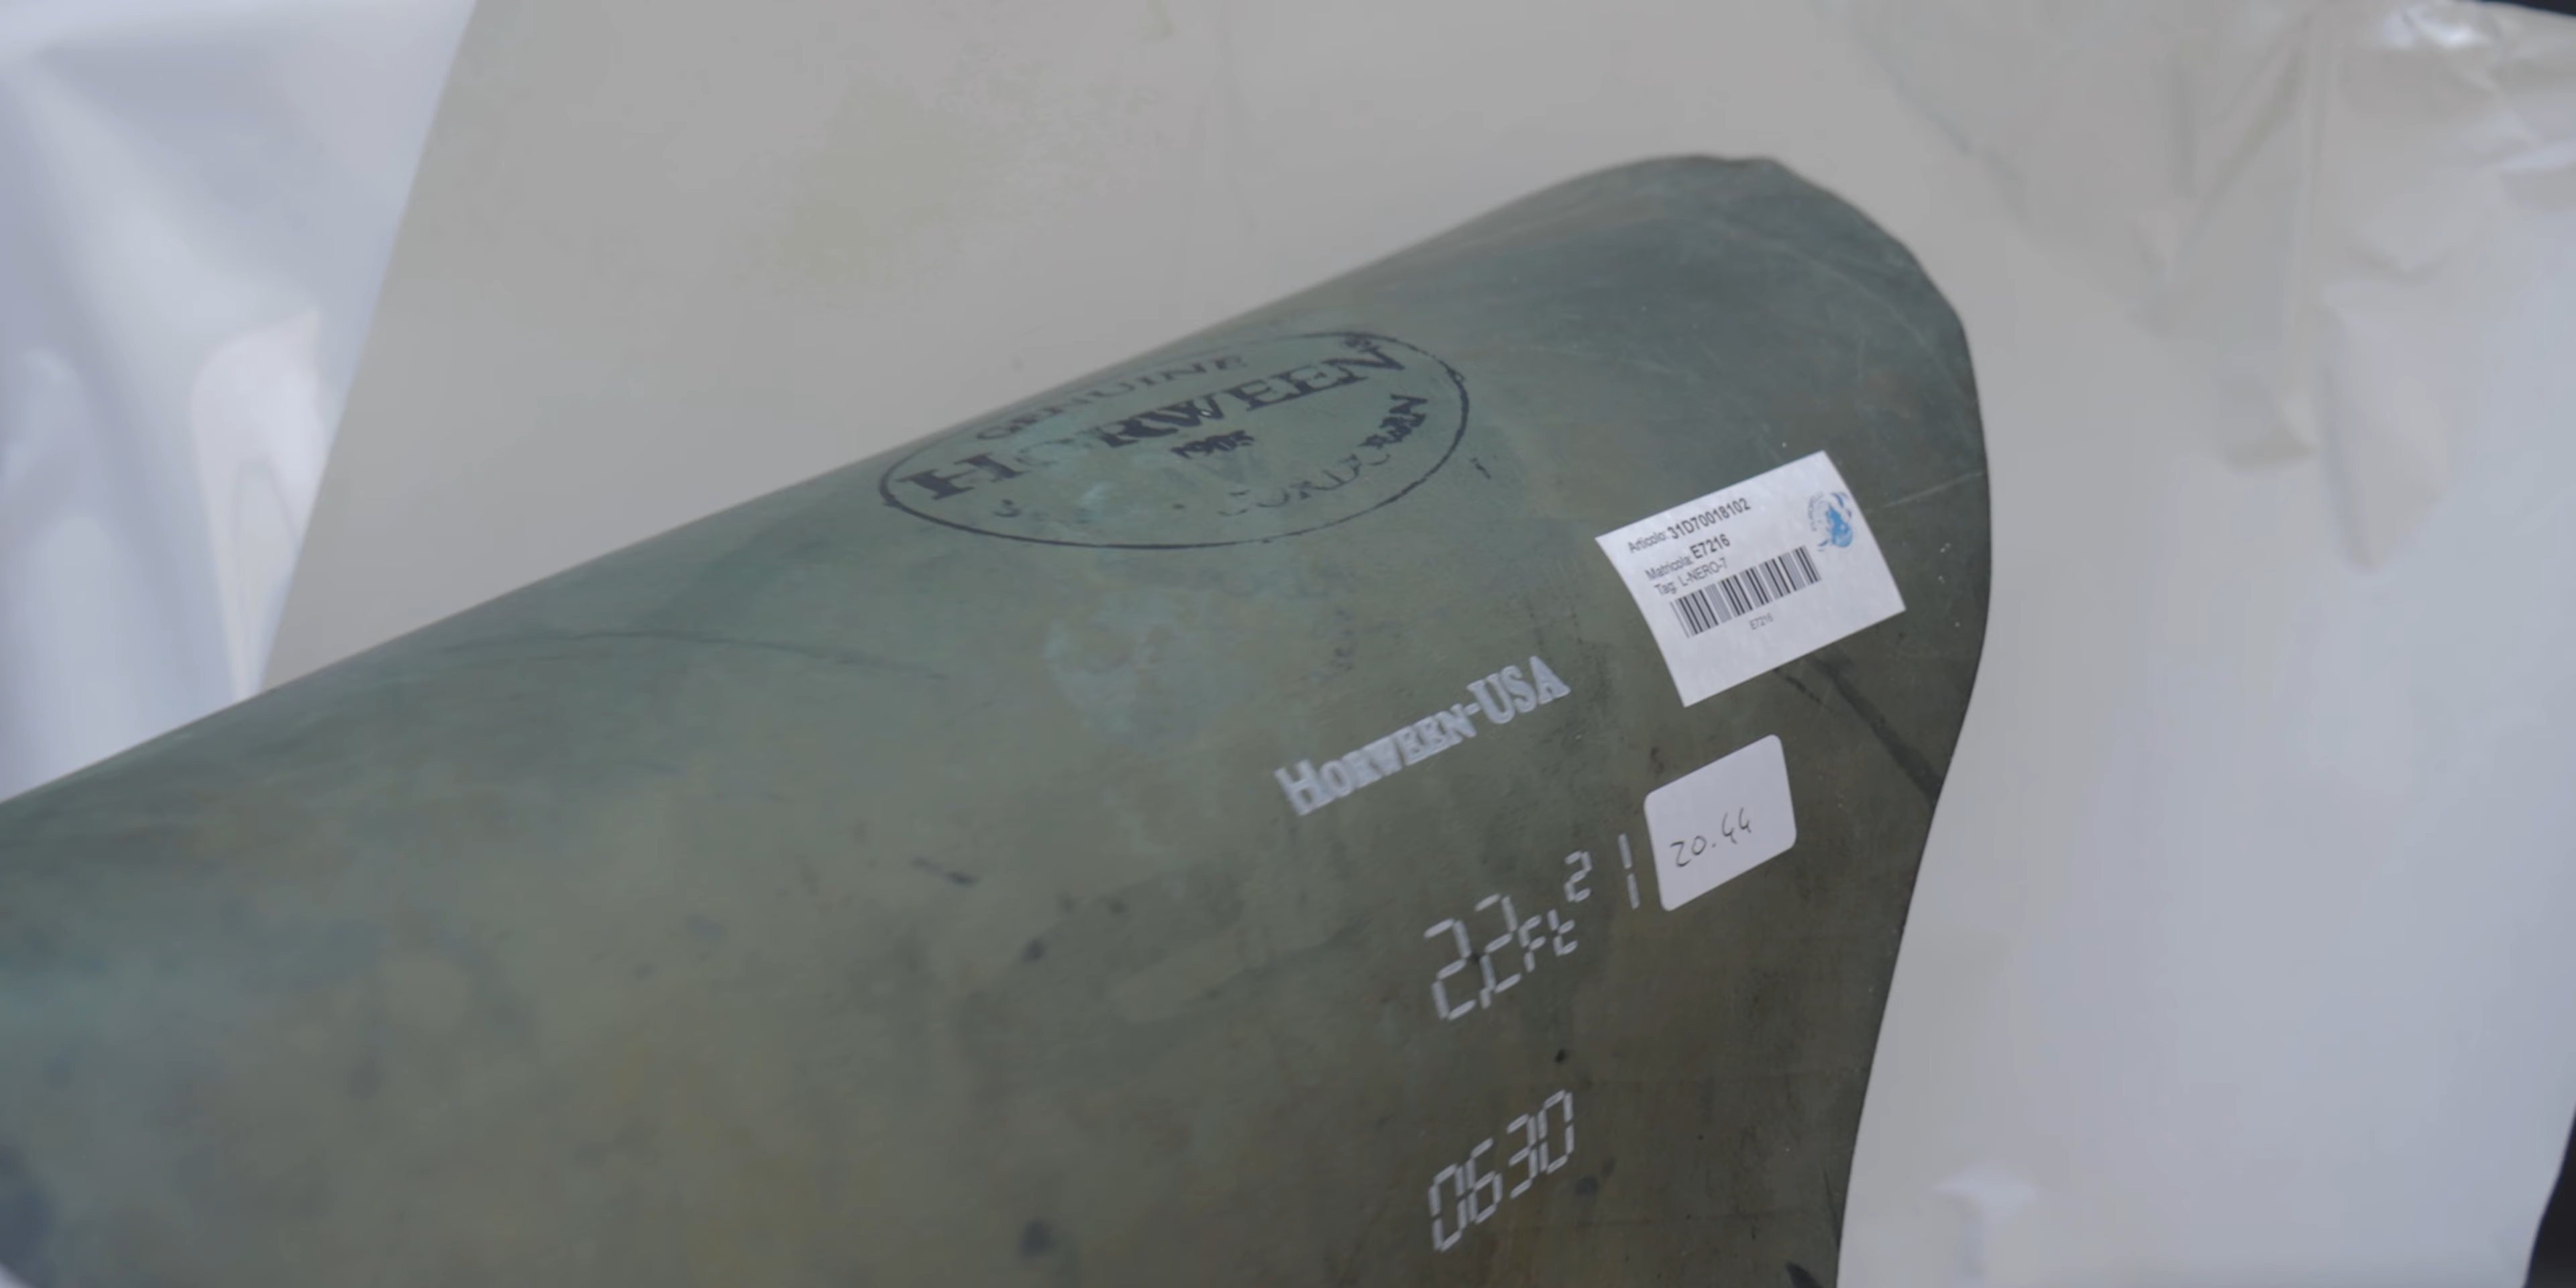 GENUINE
HORWEEN
1905
CORDOVAN
Articolo: 31D70018102
Matricola: E7216
Tag: L-NERO-7
E7216
HORWEEN-USA
20.44
22 Ft² 1
0630